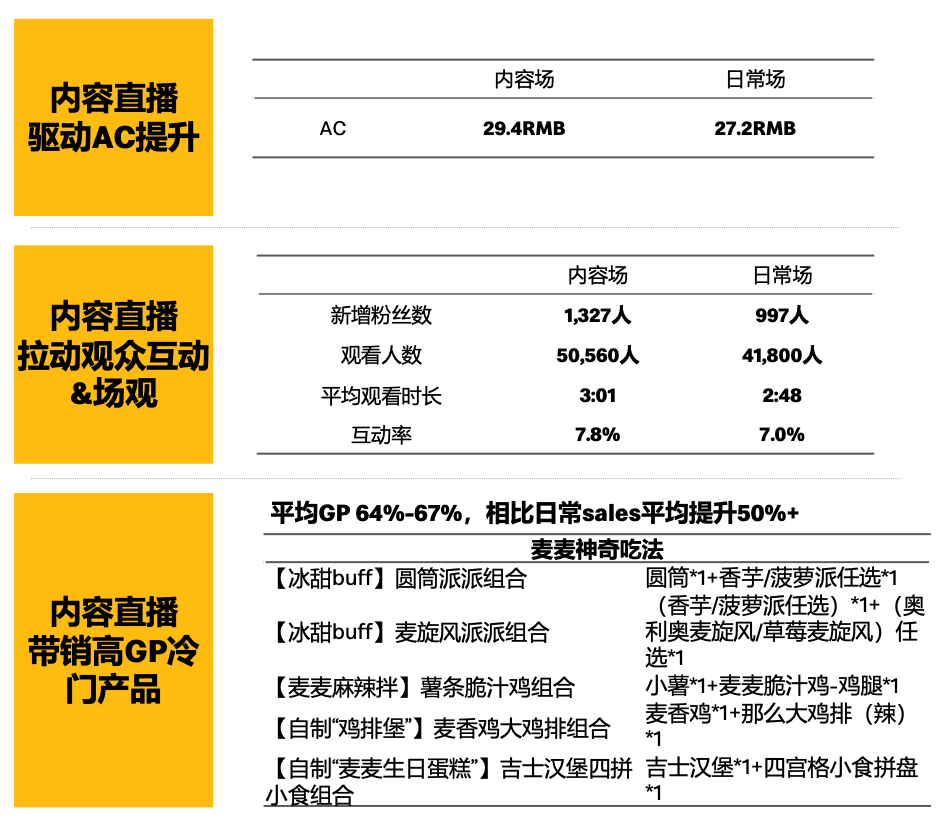 内容直播
驱动AC提升
内容场 日常场
AC 29.4RMB 27.2RMB
内容直播
拉动观众互动
&场观
内容场 日常场
新增粉丝数 1,327人 997人
观看人数 50,560人 41,800人
平均观看时长 3:01 2:48
互动率 7.8% 7.0%
内容直播
带销高GP冷
门产品
平均GP 64%-67%，相比日常sales平均提升50%+
麦麦神奇吃法
【冰甜buff】圆筒派派组合 圆筒*1+香芋/菠萝派任选*1
【冰甜buff】麦旋风派派组合
（香芋/菠萝派任选）*1+（奥
利奥麦旋风/草莓麦旋风）任
选*1
【麦麦麻辣拌】薯条脆汁鸡组合 小薯*1+麦麦脆汁鸡-鸡腿*1
【自制“鸡排堡”】麦香鸡大鸡排组合
麦香鸡*1+那么大鸡排（辣）
*1
【自制“麦麦生日蛋糕”】吉士汉堡四拼
小食组合
吉士汉堡*1+四宫格小食拼盘
*1